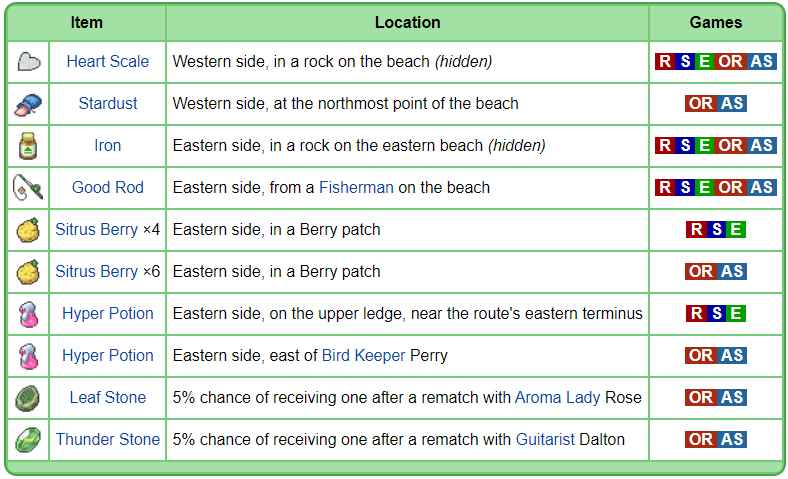 Item Location Games
Heart Scale Western side, in a rock on the beach (hidden) R S E OR AS
Stardust Western side, at the northmost point of the beach OR AS
Iron Eastern side, in a rock on the eastern beach (hidden) R S E OR AS
Good Rod Eastern side, from a Fisherman on the beach R S E OR AS
Sitrus Berry ×4 Eastern side, in a Berry patch R S E
Sitrus Berry ×6 Eastern side, in a Berry patch OR AS
Hyper Potion Eastern side, on the upper ledge, near the route's eastern terminus R S E
Hyper Potion Eastern side, east of Bird Keeper Perry OR AS
Leaf Stone 5% chance of receiving one after a rematch with Aroma Lady Rose OR AS
Thunder Stone 5% chance of receiving one after a rematch with Guitarist Dalton OR AS